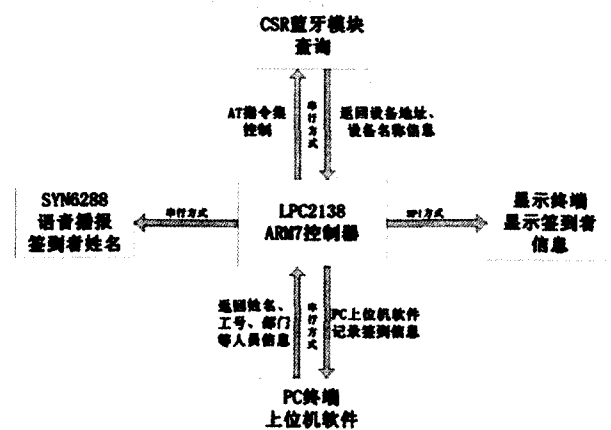 CSR蓝牙模块
查询
AT指令集
控制
串行方式
返回设备地址、
设备名称信息
SYN6288
语音播报
签到者姓名
串行方式
LPC2138
ARM7控制器
SPI方式
显示终端
显示签到者
信息
返回姓名、
工号、部门
等人员信息
串行方式
PC上位机软件
记录签到信息
PC终端
上位机软件